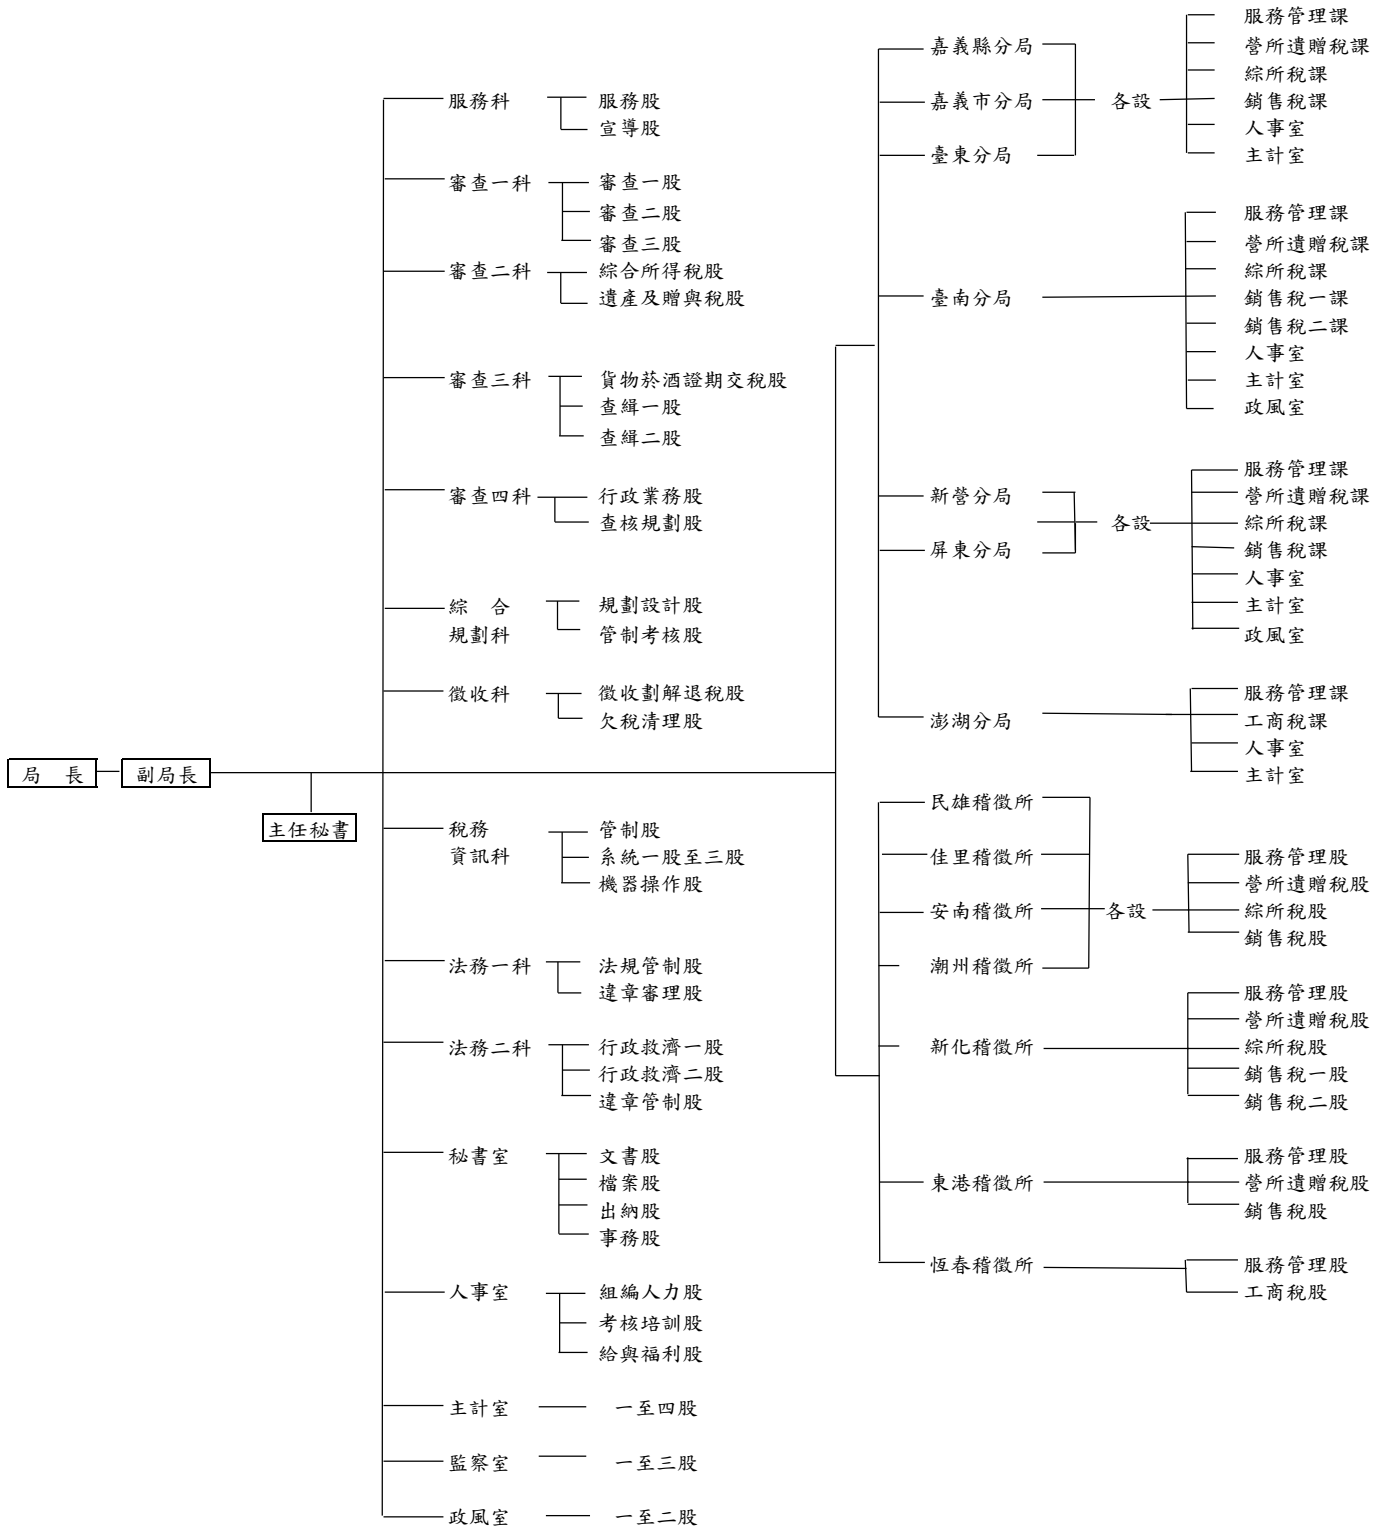 局　長
副局長
主任秘書
服務科
服務股
宣導股
審查一科
審查一股
審查二股
審查三股
審查二科
綜合所得稅股
遺產及贈與稅股
審查三科
貨物菸酒證期交稅股
查緝一股
查緝二股
審查四科
行政業務股
查核規劃股
綜　合
規劃科
規劃設計股
管制考核股
徵收科
徵收劃解退稅股
欠稅清理股
稅務
資訊科
管制股
系統一股至三股
機器操作股
法務一科
法規管制股
違章審理股
法務二科
行政救濟一股
行政救濟二股
違章管制股
秘書室
文書股
檔案股
出納股
事務股
人事室
組編人力股
考核培訓股
給與福利股
主計室
一至四股
監察室
一至三股
政風室
一至二股
嘉義縣分局
嘉義市分局
臺東分局
各設
服務管理課
營所遺贈稅課
綜所稅課
銷售稅課
人事室
主計室
臺南分局
服務管理課
營所遺贈稅課
綜所稅課
銷售稅一課
銷售稅二課
人事室
主計室
政風室
新營分局
屏東分局
各設
服務管理課
營所遺贈稅課
綜所稅課
銷售稅課
人事室
主計室
政風室
澎湖分局
服務管理課
工商稅課
人事室
主計室
民雄稽徵所
佳里稽徵所
安南稽徵所
潮州稽徵所
各設
服務管理股
營所遺贈稅股
綜所稅股
銷售稅股
新化稽徵所
服務管理股
營所遺贈稅股
綜所稅股
銷售稅一股
銷售稅二股
東港稽徵所
服務管理股
營所遺贈稅股
銷售稅股
恆春稽徵所
服務管理股
工商稅股